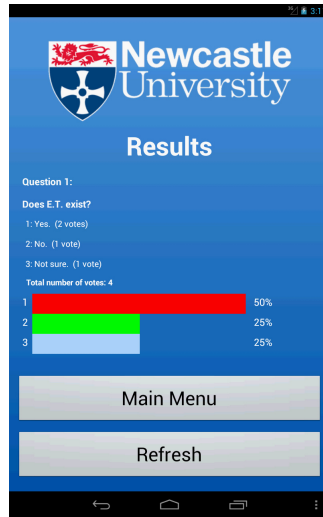 3:1
Newcastle
University
Results
Question 1:
Does E.T. exist?
1: Yes. (2 votes)
2: No. (1 vote)
3: Not sure. (1 vote)
Total number of votes: 4
1 50%
2 25%
3 25%
Main Menu
Refresh